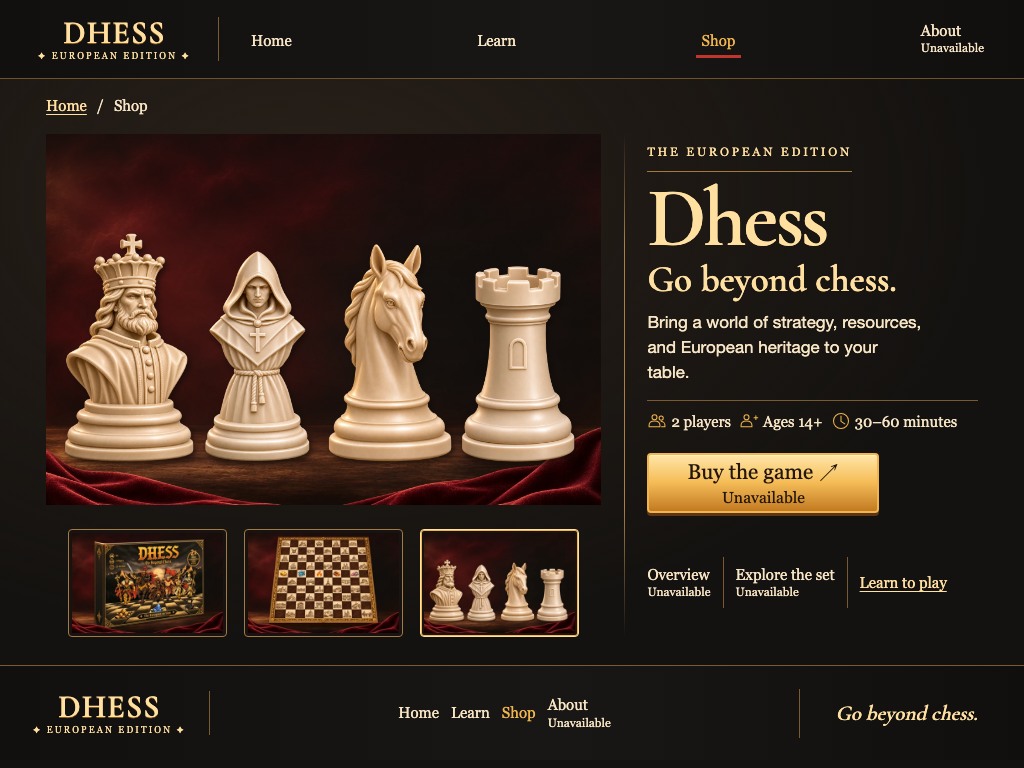 DHESS
✦ EUROPEAN EDITION ✦
Home
Learn
Shop
About
Unavailable
Home / Shop
THE EUROPEAN EDITION
Dhess
Go beyond chess.
Bring a world of strategy, resources,
and European heritage to your
table.
2 players
Ages 14+
30–60 minutes
Buy the game ↗
Unavailable
Overview
Unavailable
Explore the set
Unavailable
Learn to play
DHESS
DHESS
✦ EUROPEAN EDITION ✦
Home
Learn
Shop
About
Unavailable
Go beyond chess.